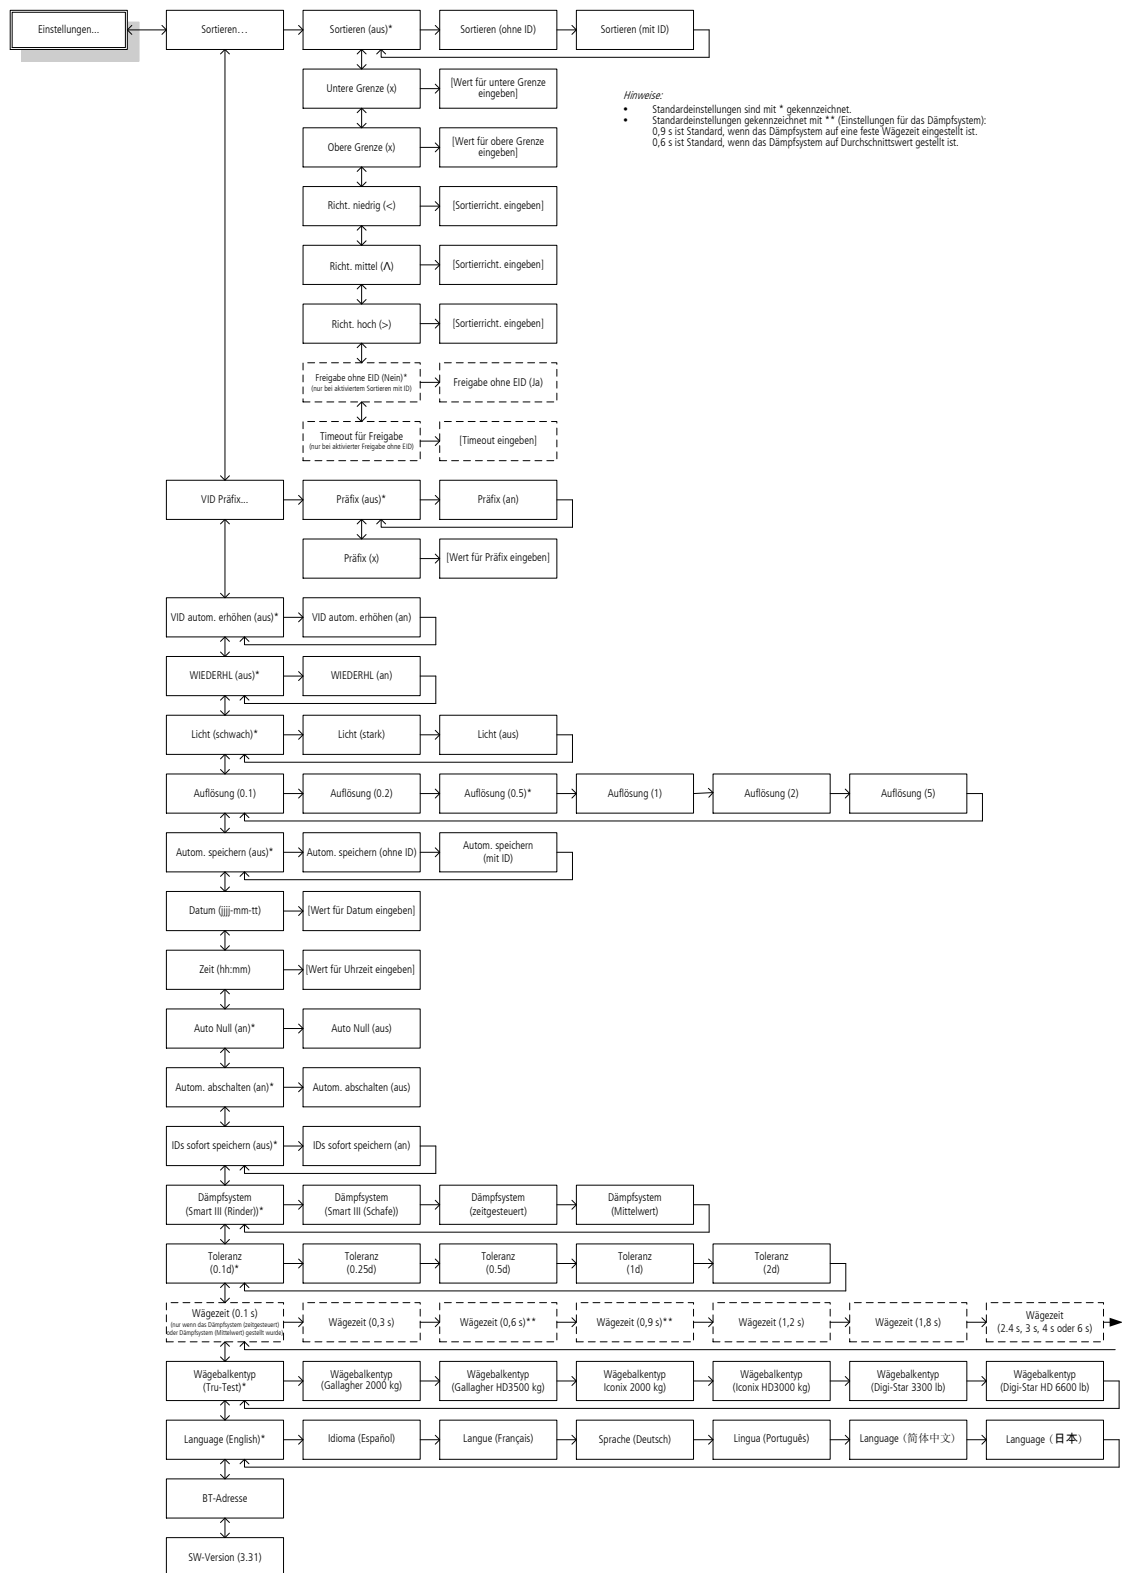 Einstellungen...
Sortieren...
Sortieren (aus)*
Sortieren (ohne ID)
Sortieren (mit ID)
Untere Grenze (x)
[Wert für untere Grenze
eingeben]
Hinweise:
• Standardeinstellungen sind mit * gekennzeichnet.
• Standardeinstellungen gekennzeichnet mit ** (Einstellungen für das Dämpfsystem):
0,9 s ist Standard, wenn das Dämpfsystem auf eine feste Wägezeit eingestellt ist.
0,6 s ist Standard, wenn das Dämpfsystem auf Durchschnittswert gestellt ist.
Obere Grenze (x)
[Wert für obere Grenze
eingeben]
Richt. niedrig (<)
[Sortierricht. eingeben]
Richt. mittel (Λ)
[Sortierricht. eingeben]
Richt. hoch (>)
[Sortierricht. eingeben]
Freigabe ohne EID (Nein)*
(nur bei aktiviertem Sortieren mit ID)
Freigabe ohne EID (Ja)
Timeout für Freigabe
(nur bei aktivierter Freigabe ohne EID)
[Timeout eingeben]
VID Präfix...
Präfix (aus)*
Präfix (an)
Präfix (x)
[Wert für Präfix eingeben]
VID autom. erhöhen (aus)*
VID autom. erhöhen (an)
WIEDERHL (aus)*
WIEDERHL (an)
Licht (schwach)*
Licht (stark)
Licht (aus)
Auflösung (0.1)
Auflösung (0.2)
Auflösung (0.5)*
Auflösung (1)
Auflösung (2)
Auflösung (5)
Autom. speichern (aus)*
Autom. speichern (ohne ID)
Autom. speichern
(mit ID)
Datum (jjjj-mm-tt)
[Wert für Datum eingeben]
Zeit (hh:mm)
[Wert für Uhrzeit eingeben]
Auto Null (an)*
Auto Null (aus)
Autom. abschalten (an)*
Autom. abschalten (aus)
IDs sofort speichern (aus)*
IDs sofort speichern (an)
Dämpfsystem
(Smart III (Rinder))*
Dämpfsystem
(Smart III (Schafe))
Dämpfsystem
(zeitgesteuert)
Dämpfsystem
(Mittelwert)
Toleranz
(0.1d)*
Toleranz
(0.25d)
Toleranz
(0.5d)
Toleranz
(1d)
Toleranz
(2d)
Wägezeit (0.1 s)
(nur wenn das Dämpfsystem (zeitgesteuert)
oder Dämpfsystem (Mittelwert) gestellt wurde)
Wägezeit (0,3 s)
Wägezeit (0,6 s)**
Wägezeit (0,9 s)**
Wägezeit (1,2 s)
Wägezeit (1,8 s)
Wägezeit
(2.4 s, 3 s, 4 s oder 6 s)
Wägebalkentyp
(Tru-Test)*
Wägebalkentyp
(Gallagher 2000 kg)
Wägebalkentyp
(Gallagher HD3500 kg)
Wägebalkentyp
Iconix 2000 kg)
Wägebalkentyp
(Iconix HD3000 kg)
Wägebalkentyp
(Digi-Star 3300 lb)
Wägebalkentyp
(Digi-Star HD 6600 lb)
Language (English)*
Idioma (Español)
Langue (Français)
Sprache (Deutsch)
Lingua (Português)
Language (简体中文)
Language (日本)
BT-Adresse
SW-Version (3.31)